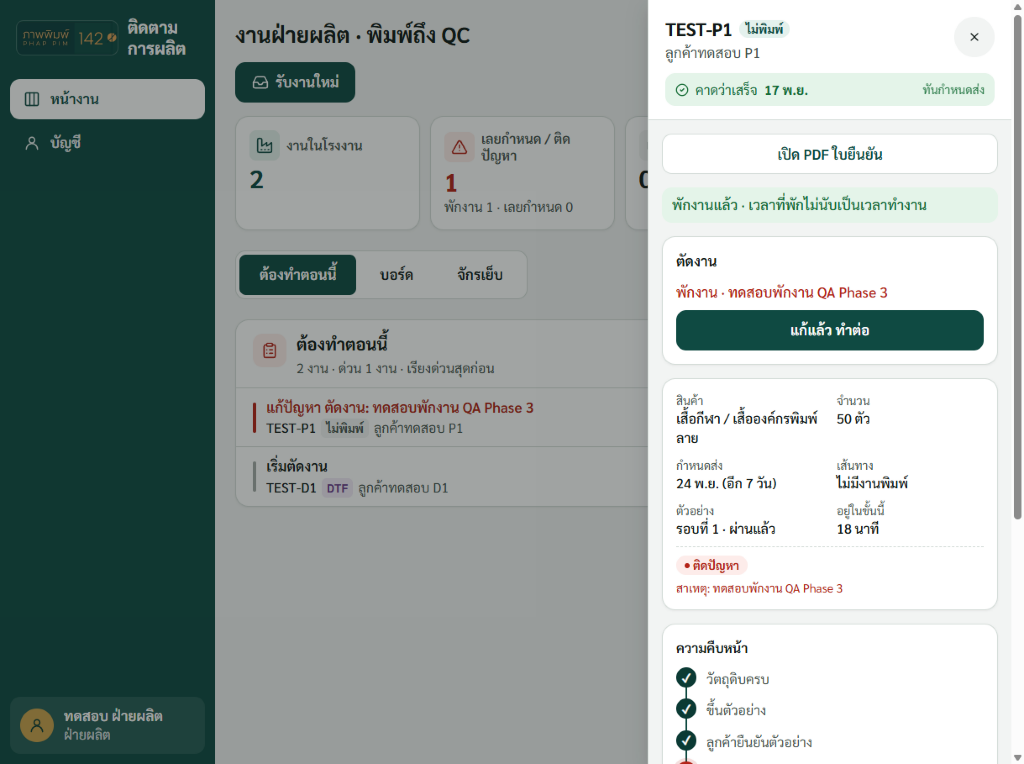 ภาพพิมพ์
PHAP PIM
142
ติดตาม
การผลิต
หน้างาน
บัญชี
ทดสอบ ฝ่ายผลิต
ฝ่ายผลิต
งานฝ่ายผลิต · พิมพ์ถึง QC
รับงานใหม่
งานในโรงงาน
2
เลยกำหนด / ติด
ปัญหา
1
พักงาน 1 · เลยกำหนด 0
ต้องทำตอนนี้
บอร์ด
จักรเย็บ
ต้องทำตอนนี้
2 งาน · ด่วน 1 งาน · เรียงด่วนสุดก่อน
แก้ปัญหา ตัดงาน: ทดสอบพักงาน QA Phase 3
TEST-P1 ไม่พิมพ์ ลูกค้าทดสอบ P1
เริ่มตัดงาน
TEST-D1 DTF ลูกค้าทดสอบ D1
TEST-P1 ไม่พิมพ์
ลูกค้าทดสอบ P1
คาดว่าเสร็จ 17 พ.ย.
ทันกำหนดส่ง
เปิด PDF ใบยืนยัน
พักงานแล้ว · เวลาที่พักไม่นับเป็นเวลาทำงาน
ตัดงาน
พักงาน · ทดสอบพักงาน QA Phase 3
แก้แล้ว ทำต่อ
สินค้า
เสื้อกีฬา / เสื้อองค์กรพิมพ์
ลาย
จำนวน
50 ตัว
กำหนดส่ง
24 พ.ย. (อีก 7 วัน)
เส้นทาง
ไม่มีงานพิมพ์
ตัวอย่าง
รอบที่ 1 · ผ่านแล้ว
อยู่ในขั้นนี้
18 นาที
ติดปัญหา
สาเหตุ: ทดสอบพักงาน QA Phase 3
ความคืบหน้า
วัตถุดิบครบ
ขึ้นตัวอย่าง
ลูกค้ายืนยันตัวอย่าง